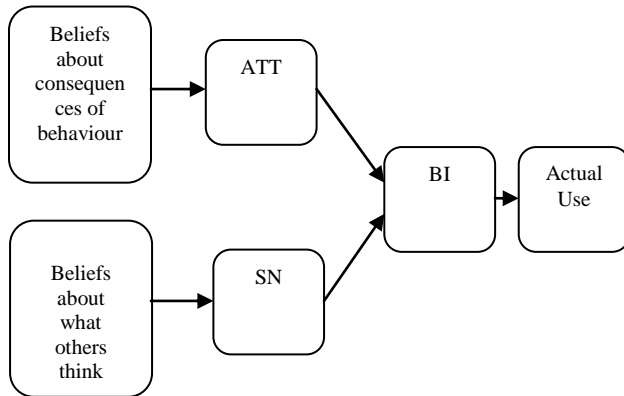 Beliefs
about
consequen
ces of
behaviour
ATT
BI
Actual
Use
SN
Beliefs
about
what
others
think